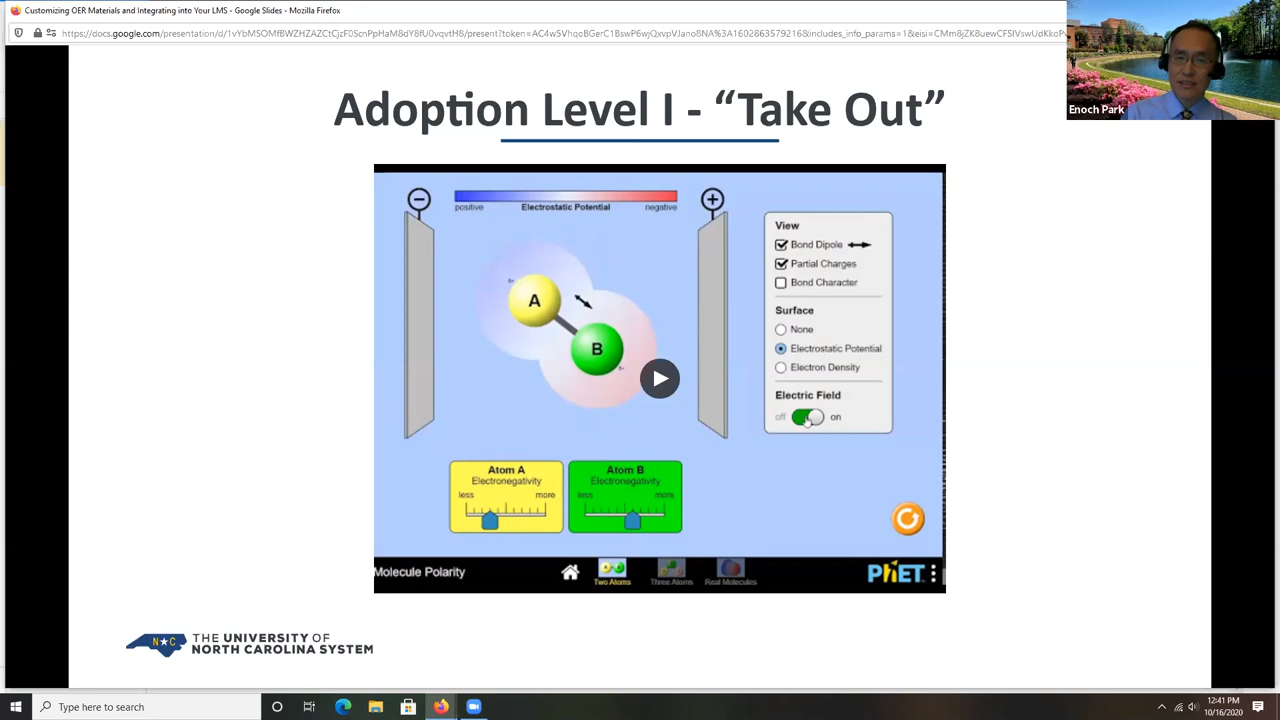 Customizing OER Materials and Integrating into Your LMS - Google Slides - Mozilla Firefox
Enoch Park
Adoption Level I - “Take Out”
positive Electrostatic Potential negative
View
Bond Dipole
Partial Charges
Bond Character
Surface
None
Electrostatic Potential
Electron Density
Electric Field
off on
A
B
Atom A
Electronegativity
less more
Atom B
Electronegativity
less more
Molecule Polarity
Two Atoms
Three Atoms
Real Molecules
PhET
N C
THE UNIVERSITY OF
NORTH CAROLINA SYSTEM
Type here to search
12:41 PM
10/16/2020